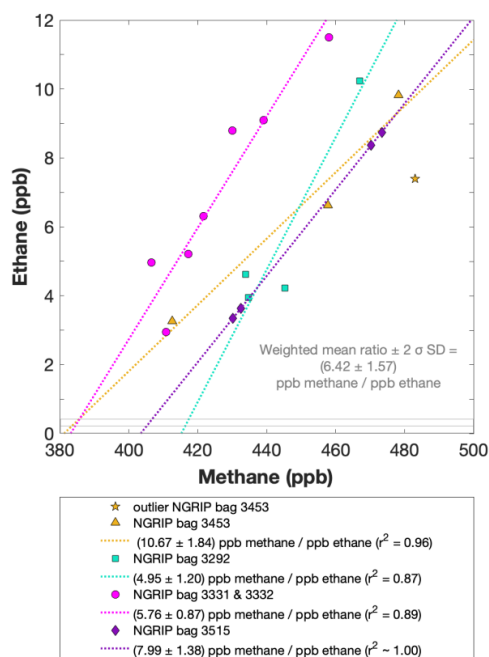 12
10
8
6
4
2
0
Ethane (ppb)
Weighted mean ratio ± 2 σ SD =
(6.42 ± 1.57)
ppb methane / ppb ethane
380 400 420 440 460 480 500
Methane (ppb)
outlier NGRIP bag 3453
NGRIP bag 3453
(10.67 ± 1.84) ppb methane / ppb ethane (r² = 0.96)
NGRIP bag 3292
(4.95 ± 1.20) ppb methane / ppb ethane (r² = 0.87)
NGRIP bag 3331 & 3332
(5.76 ± 0.87) ppb methane / ppb ethane (r² = 0.89)
NGRIP bag 3515
(7.99 ± 1.38) ppb methane / ppb ethane (r² ~ 1.00)